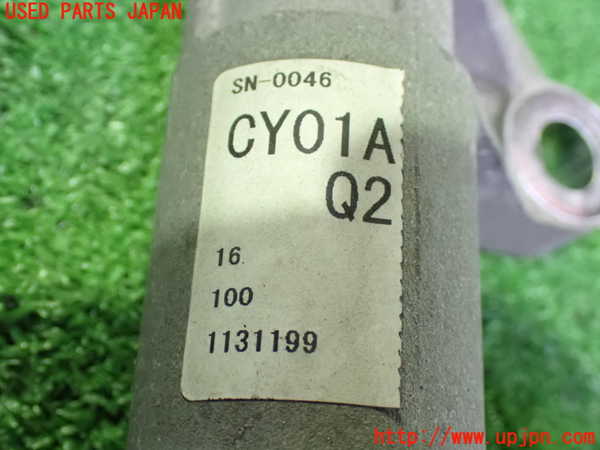 USED PARTS JAPAN
SN-0046
CY01A
Q2
16
100
1131199
http://www.upjpn.com